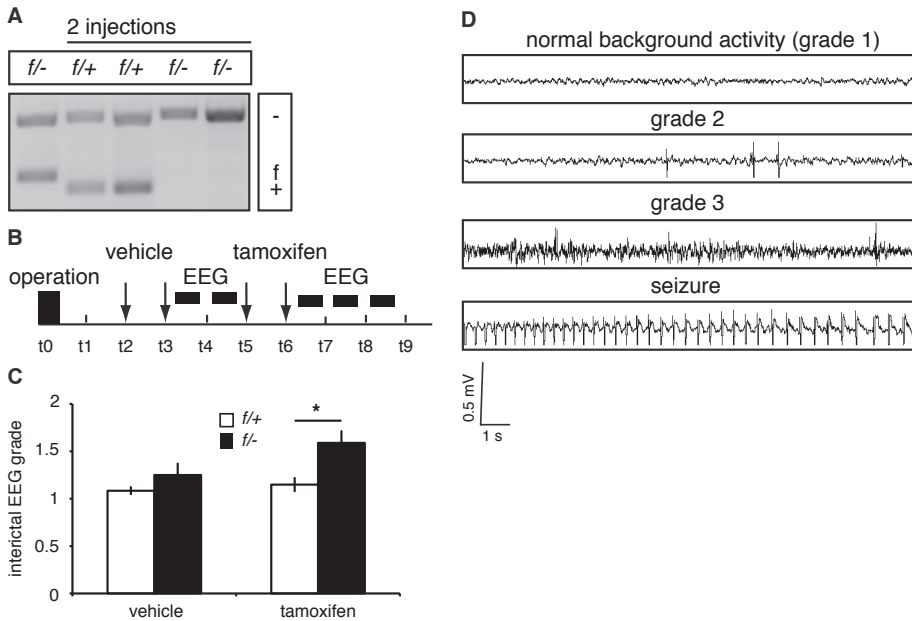 A
2 injections
f/- f/+ f/+ f/- f/-
-
f
+
B
vehicle tamoxifen
operation EEG EEG
t0 t1 t2 t3 t4 t5 t6 t7 t8 t9
C
interictal EEG grade
2
1.5
1
0.5
0
f/+
f/-
*
vehicle tamoxifen
D
normal background activity (grade 1)
grade 2
grade 3
seizure
0.5 mV
1 s